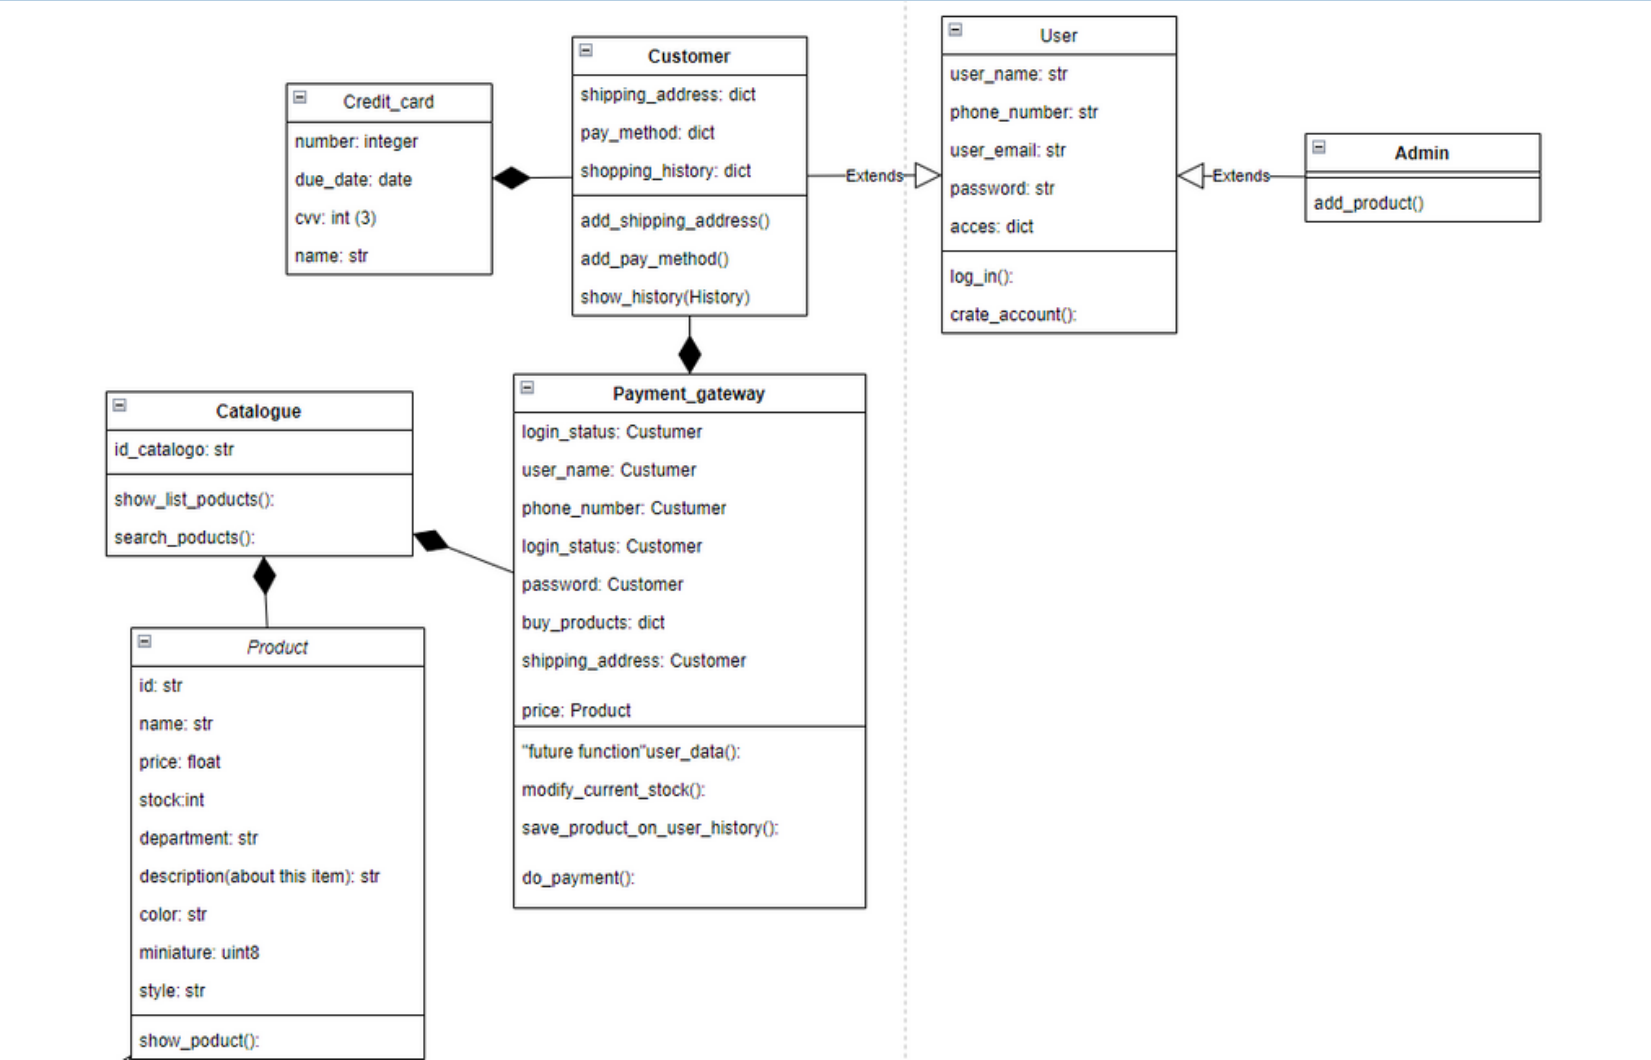 Credit_card
number: integer
due_date: date
cvv: int (3)
name: str
Customer
shipping_address: dict
pay_method: dict
shopping_history: dict
add_shipping_address()
add_pay_method()
show_history(History)
Extends
User
user_name: str
phone_number: str
user_email: str
password: str
acces: dict
log_in():
crate_account():
Extends
Admin
add_product()
Catalogue
id_catalogo: str
show_list_poducts():
search_poducts():
Payment_gateway
login_status: Custumer
user_name: Custumer
phone_number: Custumer
login_status: Customer
password: Customer
buy_products: dict
shipping_address: Customer
price: Product
"future function"user_data():
modify_current_stock():
save_product_on_user_history():
do_payment():
Product
id: str
name: str
price: float
stock:int
department: str
description(about this item): str
color: str
miniature: uint8
style: str
show_poduct():